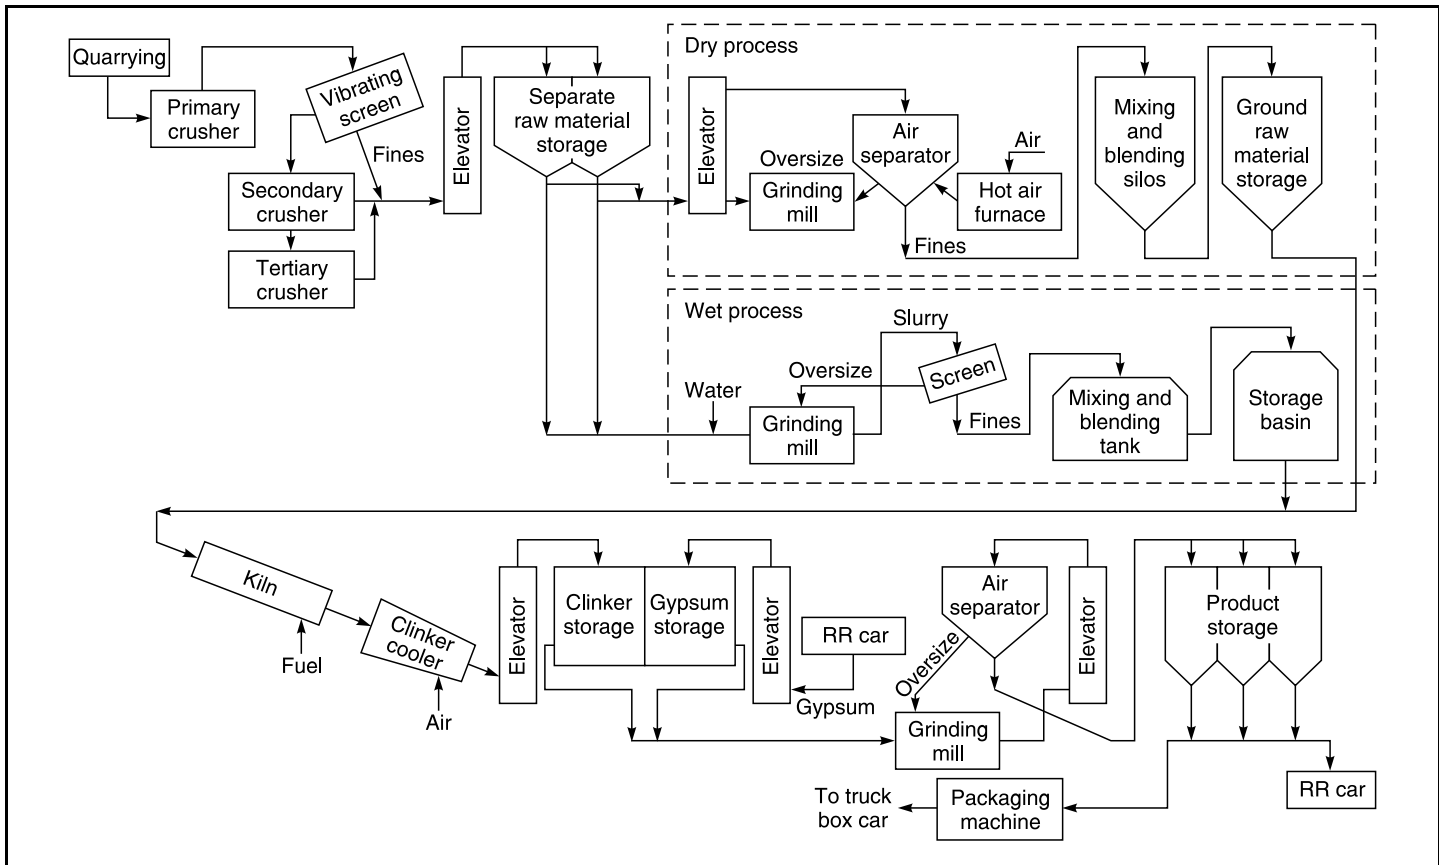 Quarrying
Primary
crusher
Vibrating
screen
Fines
Secondary
crusher
Tertiary
crusher
Elevator
Separate
raw material
storage
Dry process
Elevator
Oversize
Grinding
mill
Air
separator
Air
Hot air
furnace
Fines
Mixing
and
blending
silos
Ground
raw
material
storage
Wet process
Water
Oversize
Grinding
mill
Slurry
Screen
Fines
Mixing and
blending
tank
Storage
basin
Kiln
Fuel
Clinker
cooler
Air
Elevator
Clinker
storage
Gypsum
storage
Elevator
RR car
Gypsum
Air
separator
Oversize
Grinding
mill
Elevator
Product
storage
RR car
Packaging
machine
To truck
box car